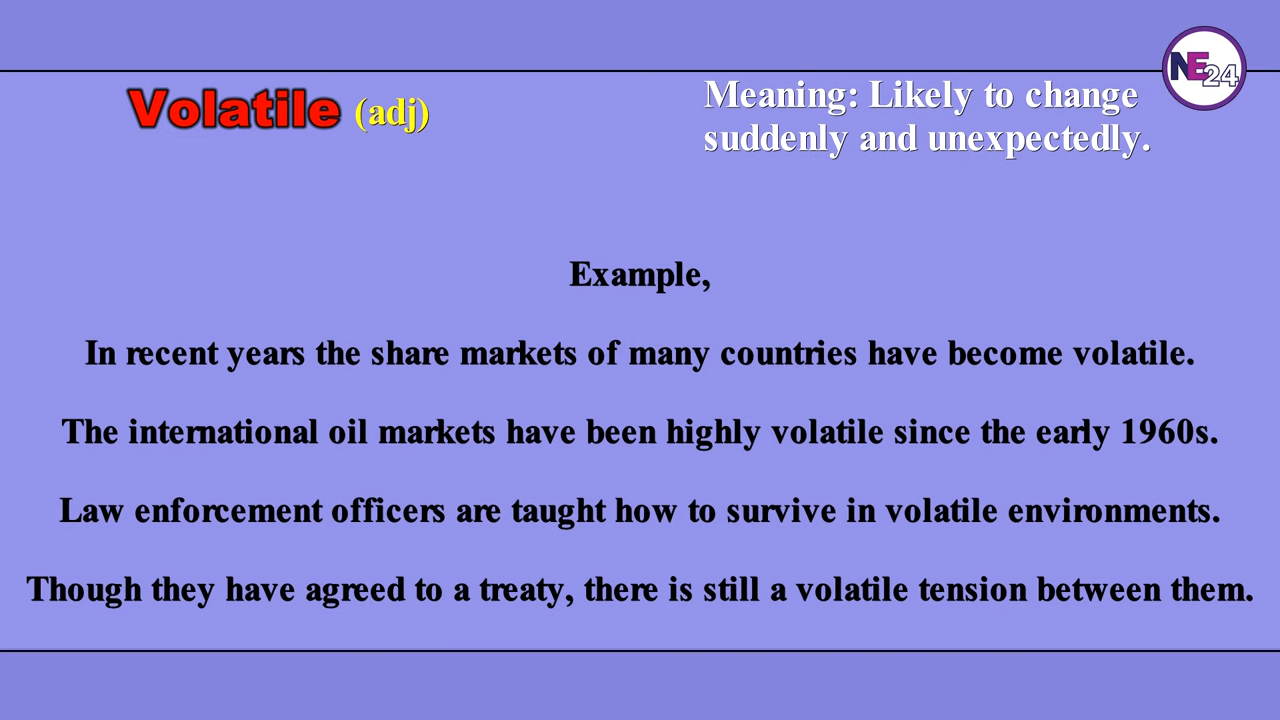 Volatile (adj)
Meaning: Likely to change
suddenly and unexpectedly.
NE24
Example,
In recent years the share markets of many countries have become volatile.
The international oil markets have been highly volatile since the early 1960s.
Law enforcement officers are taught how to survive in volatile environments.
Though they have agreed to a treaty, there is still a volatile tension between them.